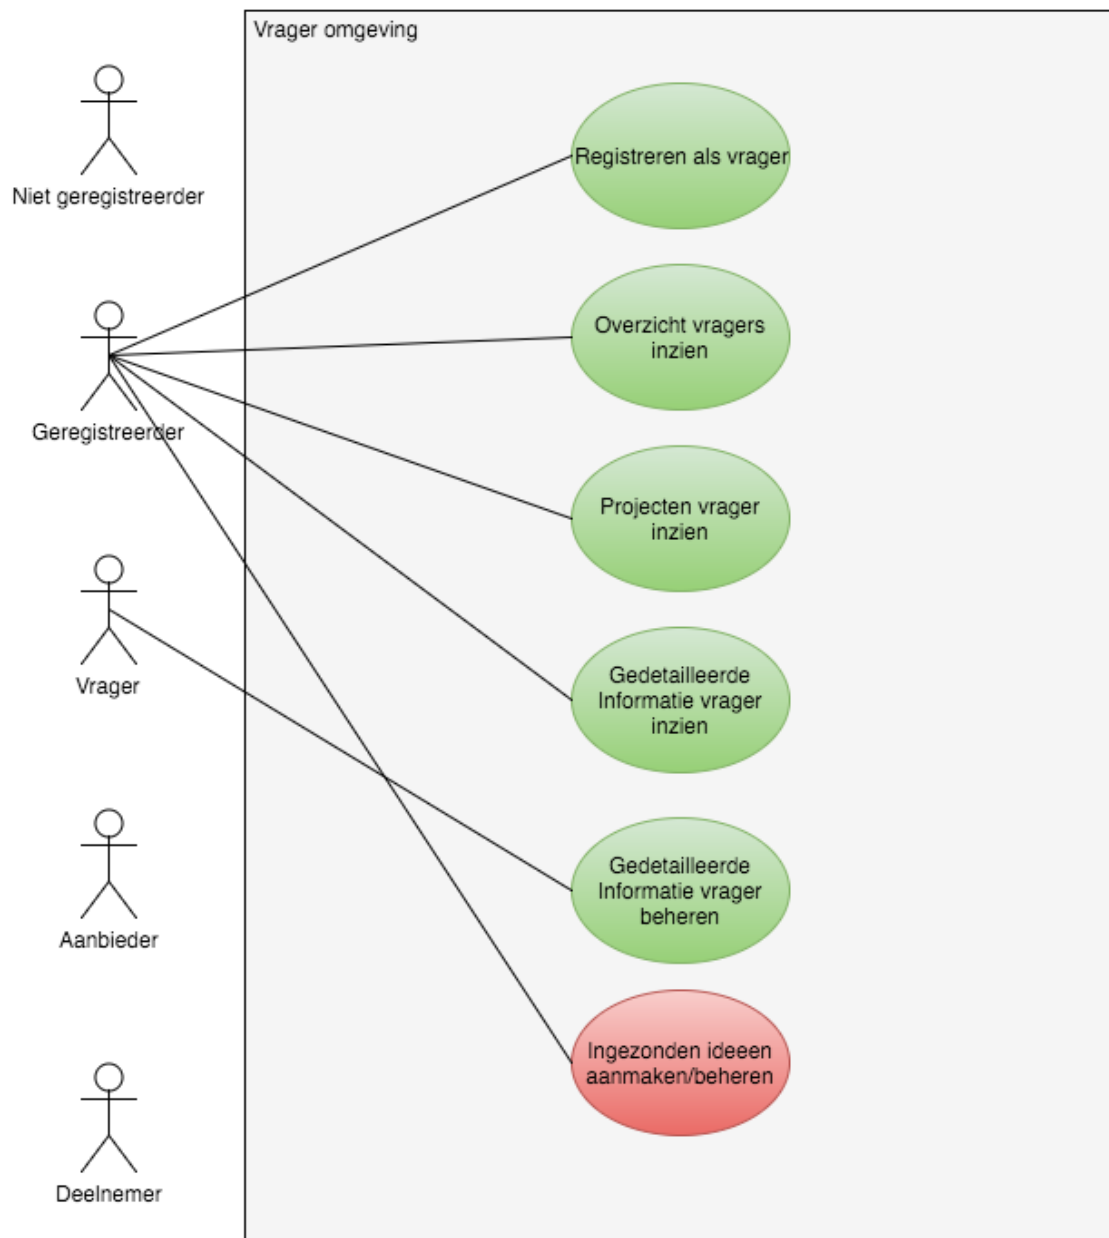 Vrager omgeving
Niet geregistreerder
Registreren als vrager
Geregistreerder
Overzicht vragers
inzien
Projecten vrager
inzien
Vrager
Gedetailleerde
Informatie vrager
inzien
Aanbieder
Gedetailleerde
Informatie vrager
beheren
Deelnemer
Ingezonden ideeen
aanmaken/beheren